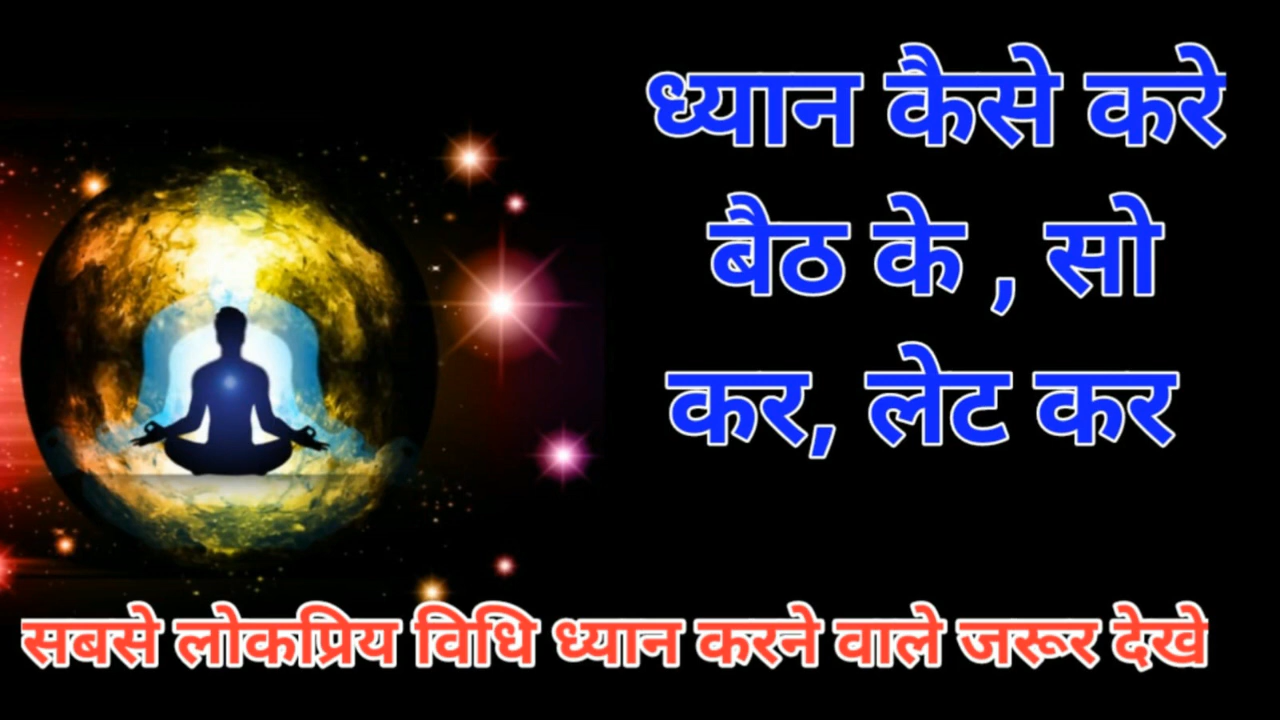 ध्यान कैसे करे
बैठ के , सो
कर, लेट कर
सबसे लोकप्रिय विधि ध्यान करने वाले जरूर देखे